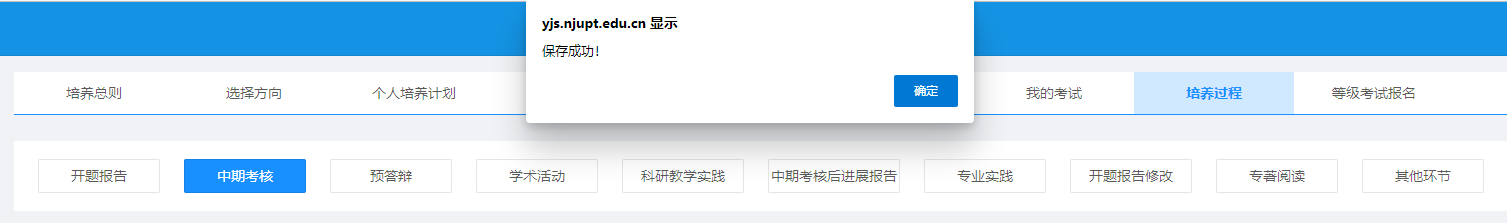 yjs.njupt.edu.cn 显示
保存成功！
确定
培养总则 选择方向 个人培养计划 我的考试 培养过程 等级考试报名
开题报告 中期考核 预答辩 学术活动 科研教学实践 中期考核后进展报告 专业实践 开题报告修改 专著阅读 其他环节